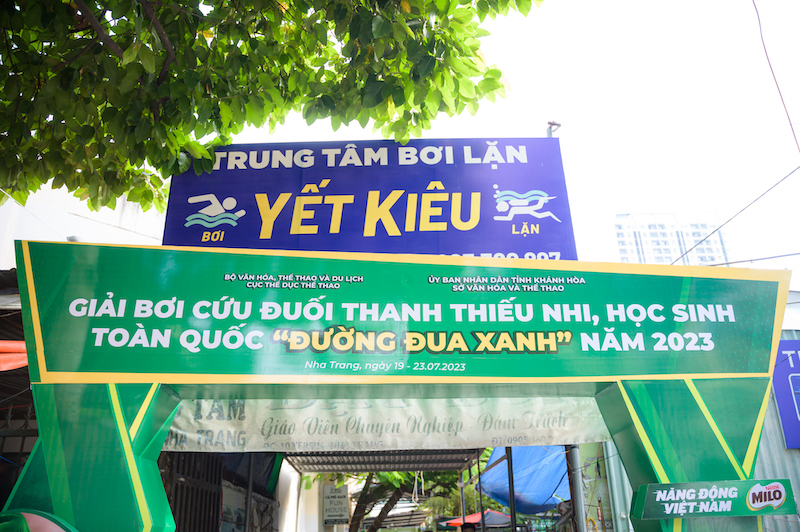 TRUNG TÂM BƠI LẶN
YẾT KIÊU
BƠI
LẶN
BỘ VĂN HÓA, THỂ THAO VÀ DU LỊCH
CỤC THỂ DỤC THỂ THAO
ỦY BAN NHÂN DÂN TỈNH KHÁNH HÒA
SỞ VĂN HÓA VÀ THỂ THAO
GIẢI BƠI CỨU ĐUỐI THANH THIẾU NHI, HỌC SINH
TOÀN QUỐC “ĐƯỜNG ĐUA XANH” NĂM 2023
Nha Trang, ngày 19 - 23.07.2023
NHA TRANG
Giáo Viên Chuyên Nghiệp
NĂNG ĐỘNG
VIỆT NAM
Nestlé
MILO